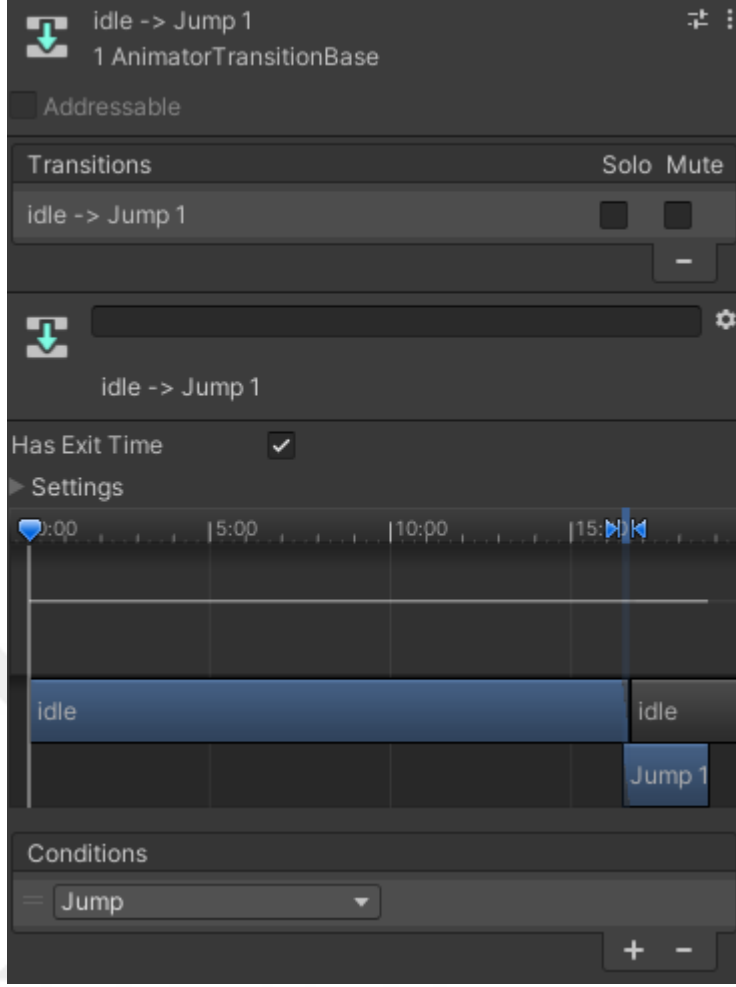 idle -> Jump 1
1 AnimatorTransitionBase
Addressable
Transitions Solo Mute
idle -> Jump 1
idle -> Jump 1
Has Exit Time
Settings
0:00 5:00 10:00
idle idle
Jump 1
Conditions
Jump